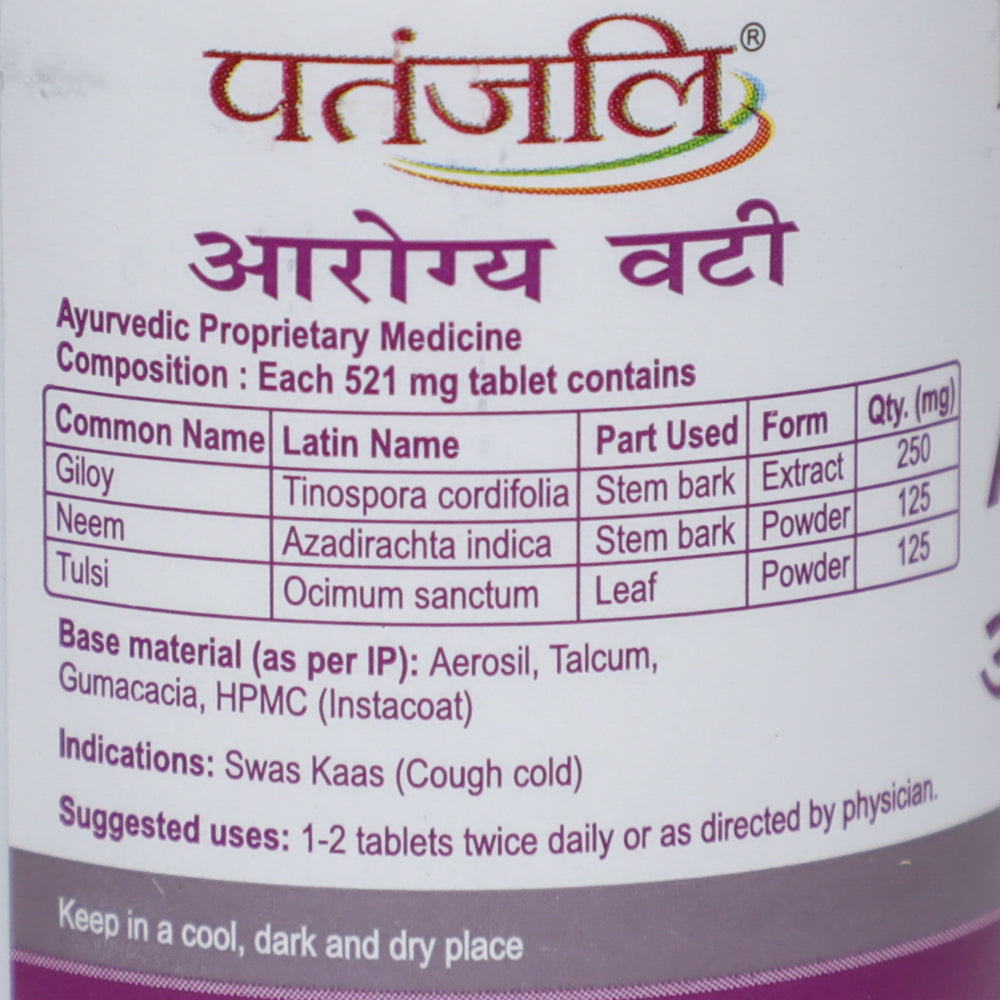 पतंजलि®
आरोग्य वटी
Ayurvedic Proprietary Medicine
Composition : Each 521 mg tablet contains
Common Name Latin Name Part Used Form Qty. (mg)
Giloy Tinospora cordifolia Stem bark Extract 250
Neem Azadirachta indica Stem bark Powder 125
Tulsi Ocimum sanctum Leaf Powder 125
Base material (as per IP): Aerosil, Talcum,
Gumacacia, HPMC (Instacoat)
Indications: Swas Kaas (Cough cold)
Suggested uses: 1-2 tablets twice daily or as directed by physician.
Keep in a cool, dark and dry place